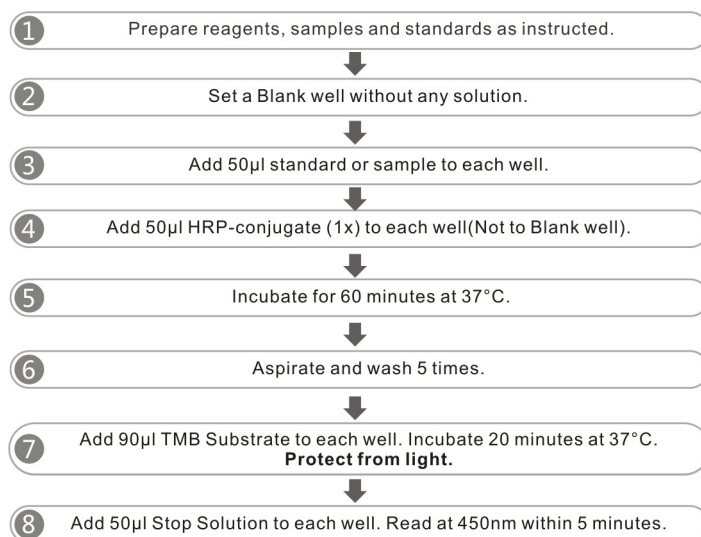 1 Prepare reagents, samples and standards as instructed.
2 Set a Blank well without any solution.
3 Add 50μl standard or sample to each well.
4 Add 50μl HRP-conjugate (1x) to each well(Not to Blank well).
5 Incubate for 60 minutes at 37°C.
6 Aspirate and wash 5 times.
7 Add 90μl TMB Substrate to each well. Incubate 20 minutes at 37°C.
Protect from light.
8 Add 50μl Stop Solution to each well. Read at 450nm within 5 minutes.